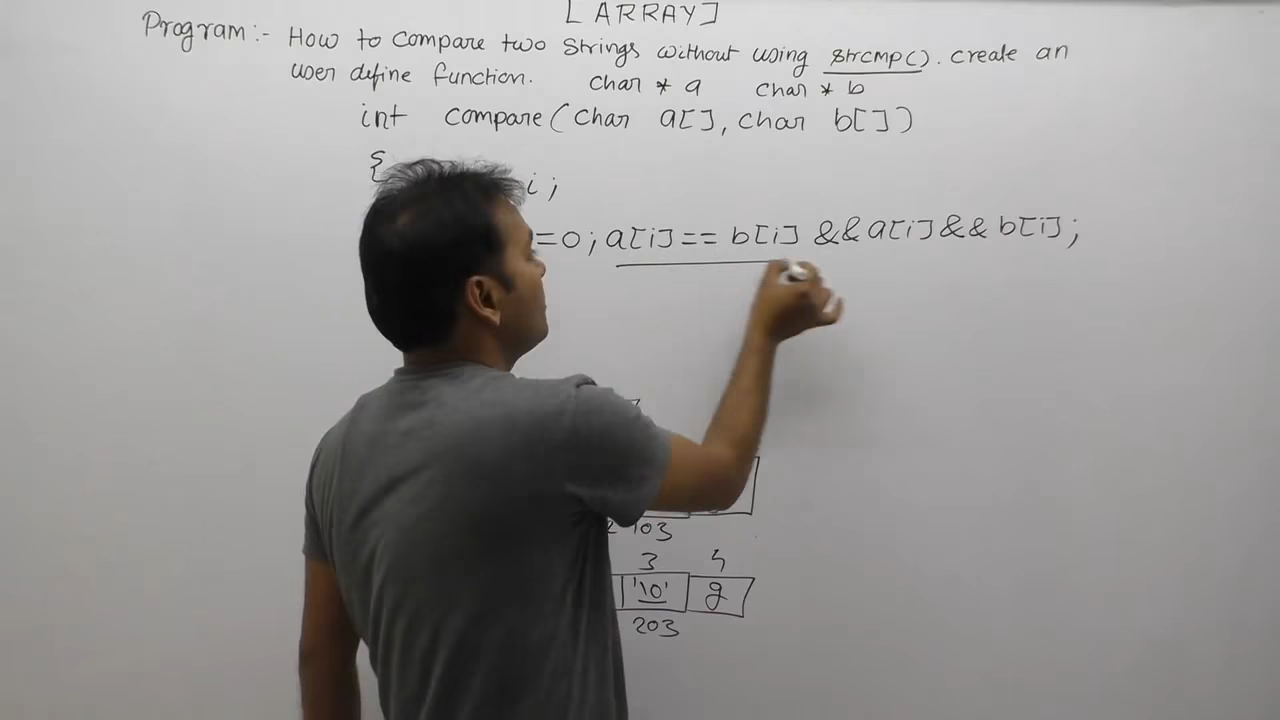 [ARRAY]
Program:- How to compare two strings without using strcmp(). create an
user define function. char * a char * b
int compare(char a[], char b[])
{
i;
=0; a[i]==b[i] &&a[i]&&b[i];
103
3 4
'\0' g
203